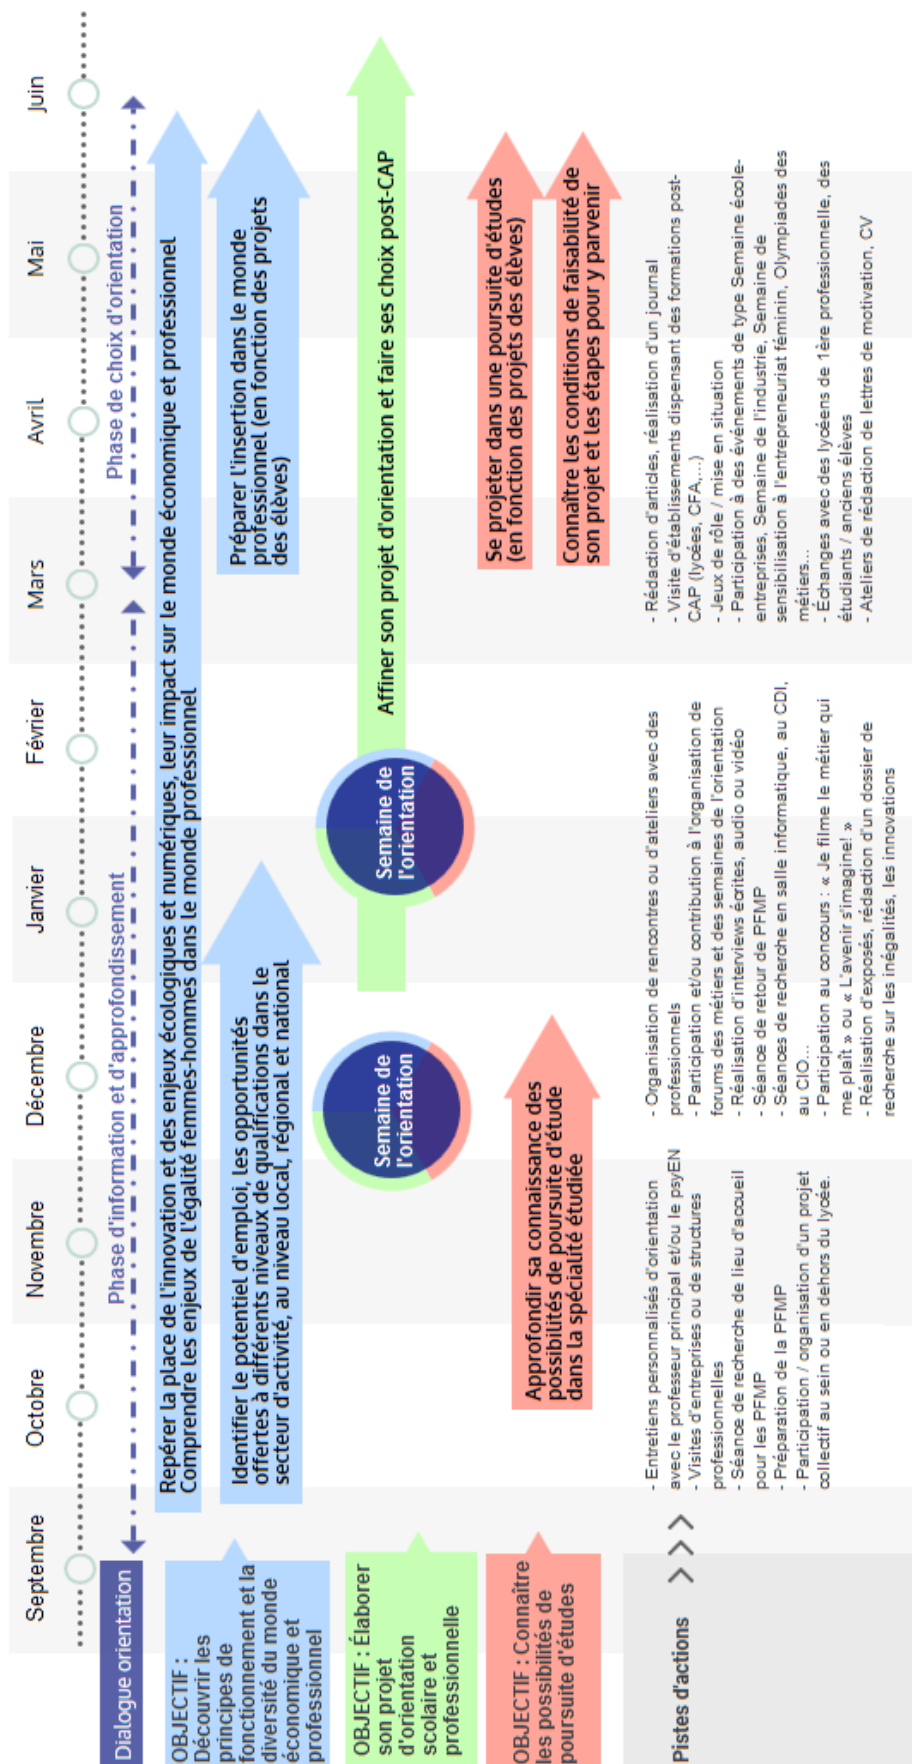 Septembre
Octobre
Novembre
Décembre
Janvier
Février
Mars
Avril
Mai
Juin
Dialogue orientation
Phase d'information et d'approfondissement
Phase de choix d'orientation
OBJECTIF :
Découvrir les
principes de
fonctionnement et la
diversité du monde
économique et
professionnel
Repérer la place de l'innovation et des enjeux écologiques et numériques, leur impact sur le monde économique et professionnel
Comprendre les enjeux de l'égalité femmes-hommes dans le monde professionnel
Identifier le potentiel d'emploi, les opportunités
offertes à différents niveaux de qualifications dans le
secteur d'activité, au niveau local, régional et national
Préparer l'insertion dans le monde
professionnel (en fonction des projets
des élèves)
OBJECTIF : Élaborer
son projet
d'orientation
scolaire et
professionnelle
Semaine de
l'orientation
Semaine de
l'orientation
Affiner son projet d'orientation et faire ses choix post-CAP
OBJECTIF : Connaître
les possibilités de
poursuite d'études
Approfondir sa connaissance des
possibilités de poursuite d'étude
dans la spécialité étudiée
Se projeter dans une poursuite d'études
(en fonction des projets des élèves)
Connaître les conditions de faisabilité de
son projet et les étapes pour y parvenir
Pistes d'actions
- Entretiens personnalisés d'orientation
avec le professeur principal et/ou le psyEN
- Visites d'entreprises ou de structures
professionnelles
- Séance de recherche de lieu d'accueil
pour les PFMP
- Préparation de la PFMP
- Participation / organisation d'un projet
collectif au sein ou en dehors du lycée.
- Organisation de rencontres ou d'ateliers avec des
professionnels
- Participation et/ou contribution à l'organisation de
forums des métiers et des semaines de l'orientation
- Réalisation d'interviews écrites, audio ou vidéo
- Séance de retour de PFMP
- Séances de recherche en salle informatique, au CDI,
au CIO...
- Participation au concours : « Je filme le métier qui
me plaît » ou « L'avenir s'imagine! »
- Réalisation d'exposés, rédaction d'un dossier de
recherche sur les inégalités, les innovations
- Rédaction d'articles, réalisation d'un journal
- Visite d'établissements dispensant des formations post-
CAP (lycées, CFA,...)
- Jeux de rôle / mise en situation
- Participation à des événements de type Semaine école-
entreprises, Semaine de l'industrie, Semaine de
sensibilisation à l'entrepreneuriat féminin, Olympiades des
métiers...
- Échanges avec des lycéens de 1ère professionnelle, des
étudiants / anciens élèves
- Ateliers de rédaction de lettres de motivation, CV